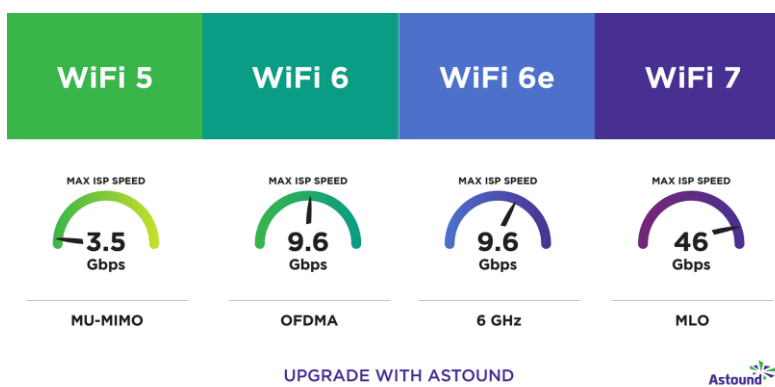 WiFi 5
WiFi 6
WiFi 6e
WiFi 7
MAX ISP SPEED
3.5
Gbps
MU-MIMO
MAX ISP SPEED
9.6
Gbps
OFDMA
MAX ISP SPEED
9.6
Gbps
6 GHz
MAX ISP SPEED
46
Gbps
MLO
UPGRADE WITH ASTOUND
Astound